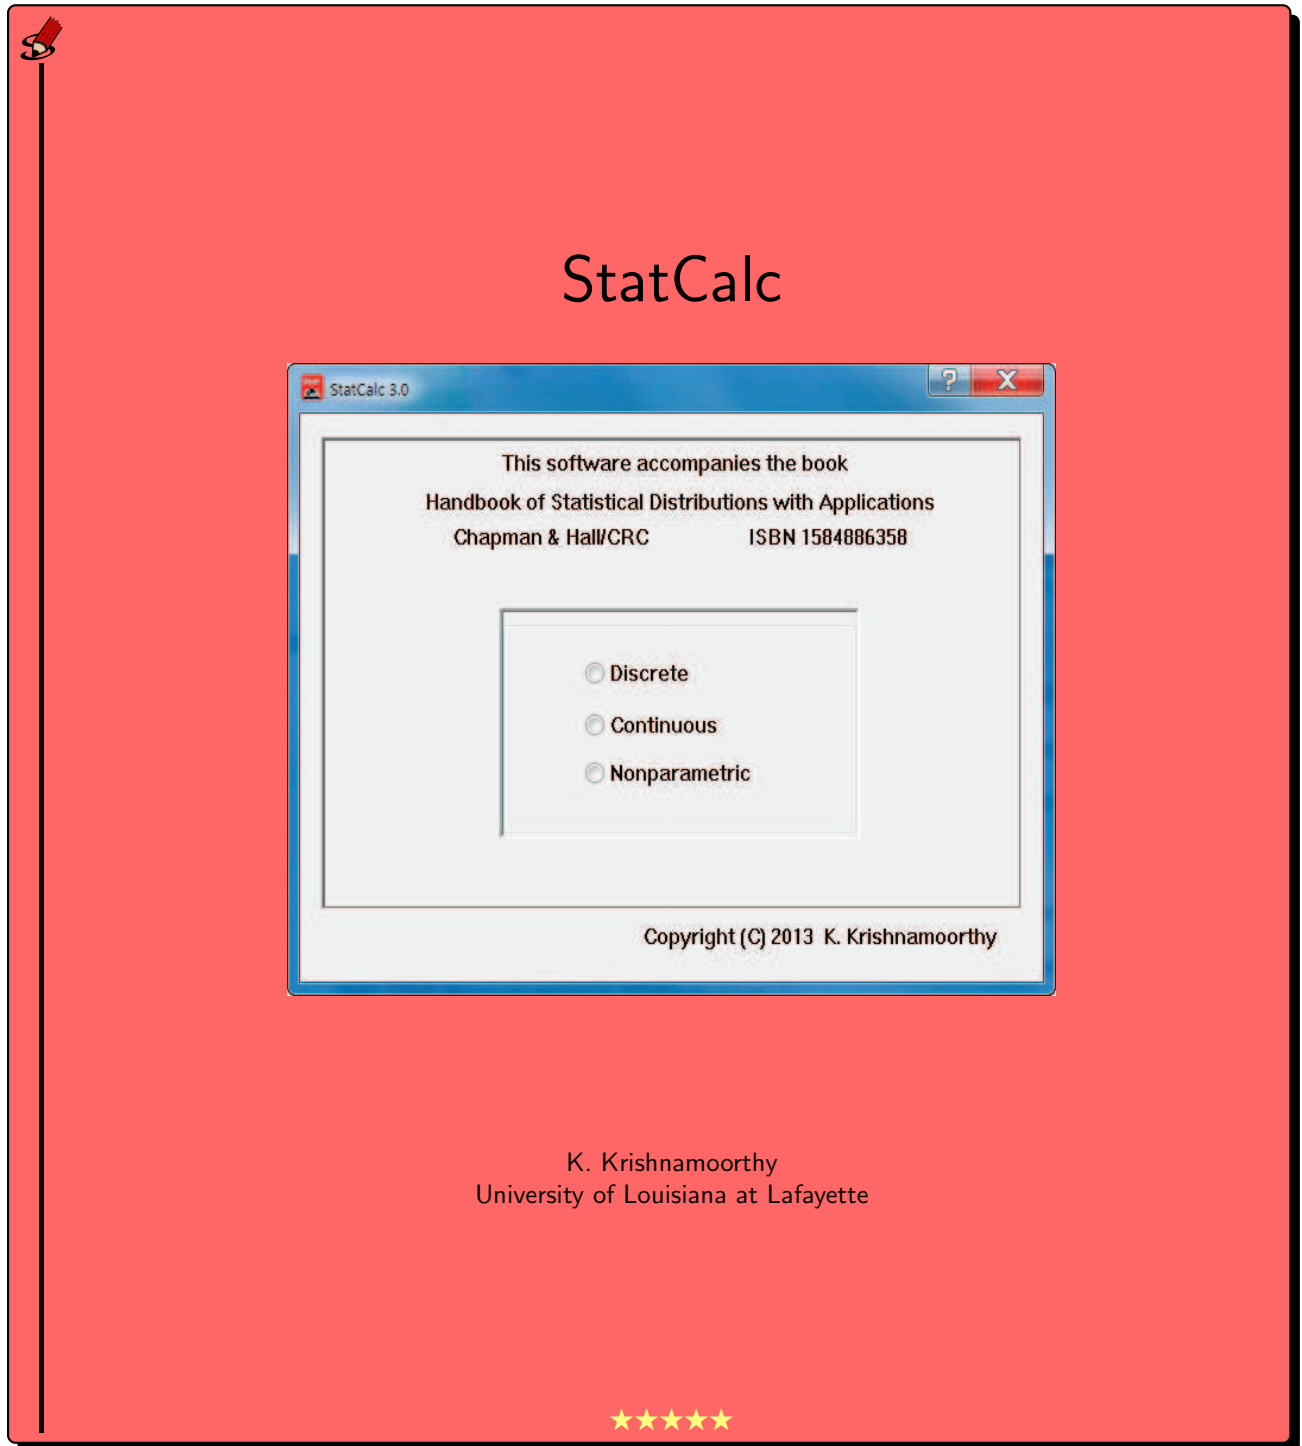 StatCalc
StatCalc 3.0
?
X
This software accompanies the book
Handbook of Statistical Distributions with Applications
Chapman & Hall/CRC ISBN 1584886358
Discrete
Continuous
Nonparametric
Copyright (C) 2013 K. Krishnamoorthy
K. Krishnamoorthy
University of Louisiana at Lafayette